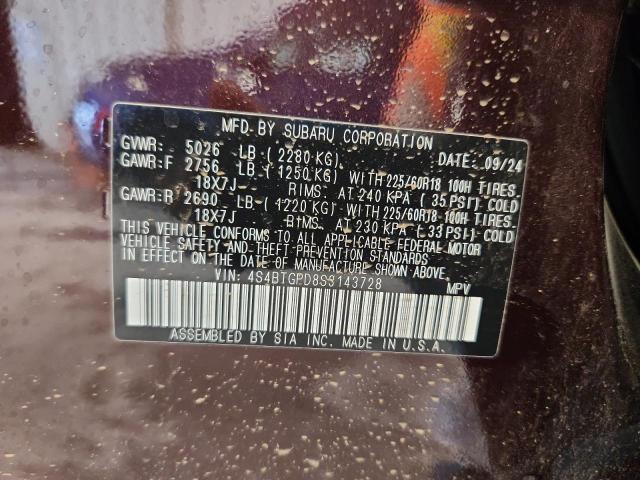 MFD. BY SUBARU CORPORATION
GVWR: 5026 LB ( 2280 KG) DATE: 09/24
GAWR:F 2756 LB ( 1250 KG) WITH 225/60R18 100H TIRES.
18X7J RIMS. AT 240 KPA ( 35 PSI) COLD
GAWR:R 2690 LB ( 1220 KG) WITH 225/60R18 100H TIRES.
18X7J RIMS. AT 230 KPA ( 33 PSI) COLD
THIS VEHICLE CONFORMS TO ALL APPLICABLE FEDERAL MOTOR
VEHICLE SAFETY AND THEFT PREVENTION STANDARDS
IN EFFECT ON THE DATE OF MANUFACTURE SHOWN ABOVE.
VIN: 4S4BTGPD8S3143728 MPV
ASSEMBLED BY SIA INC. MADE IN U.S.A.